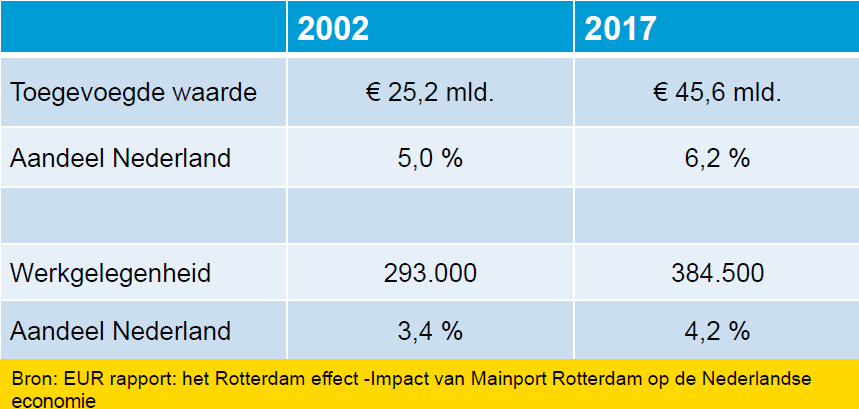 2002 2017
Toegevoegde waarde € 25,2 mld. € 45,6 mld.
Aandeel Nederland 5,0 % 6,2 %
Werkgelegenheid 293.000 384.500
Aandeel Nederland 3,4 % 4,2 %
Bron: EUR rapport: het Rotterdam effect -Impact van Mainport Rotterdam op de Nederlandse
economie